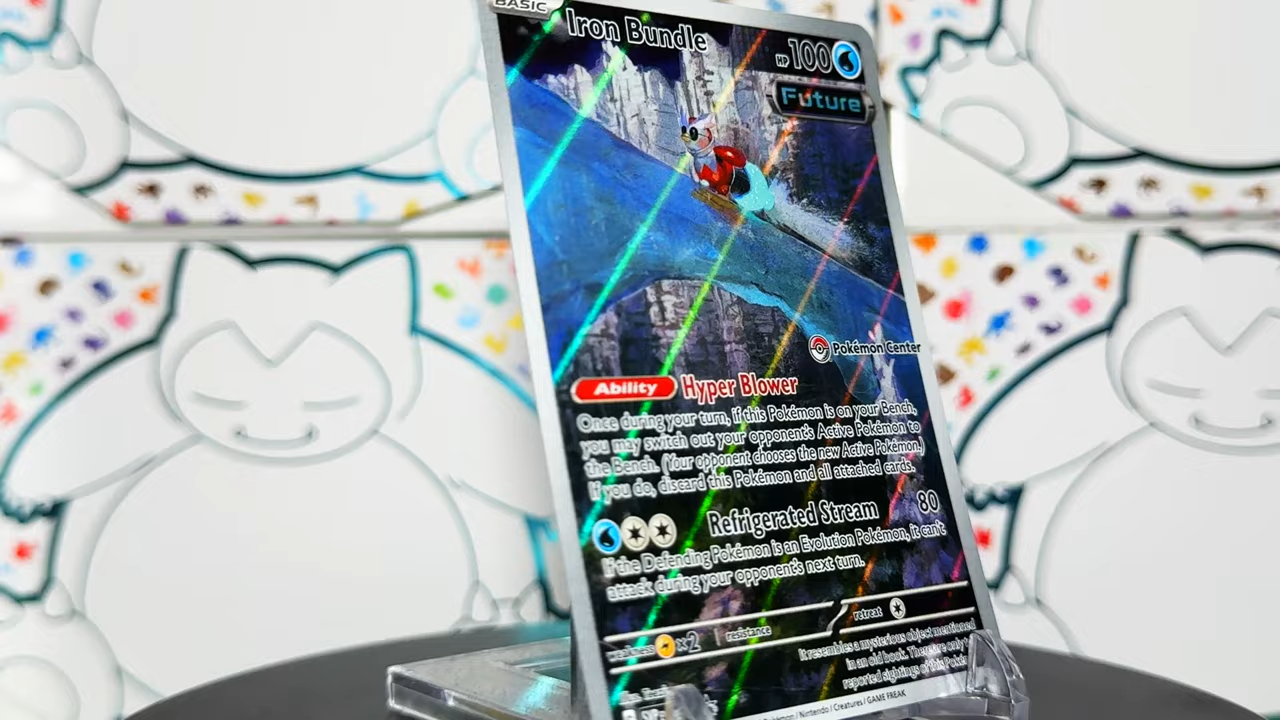 BASIC
Iron Bundle
HP 100
Future
Pokémon Center
Ability Hyper Blower
Once during your turn, if this Pokémon is on your Bench,
you may switch out your opponent's Active Pokémon to
the Bench. (Your opponent chooses the new Active Pokémon.)
If you do, discard this Pokémon and all attached cards.
Refrigerated Stream 80
If the Defending Pokémon is an Evolution Pokémon, it can't
attack during your opponent's next turn.
weakness x2 resistance
retreat
It resembles a mysterious object mentioned
in an old book. There are only
reported sightings of this
Pokémon / Nintendo / Creatures / GAME FREAK